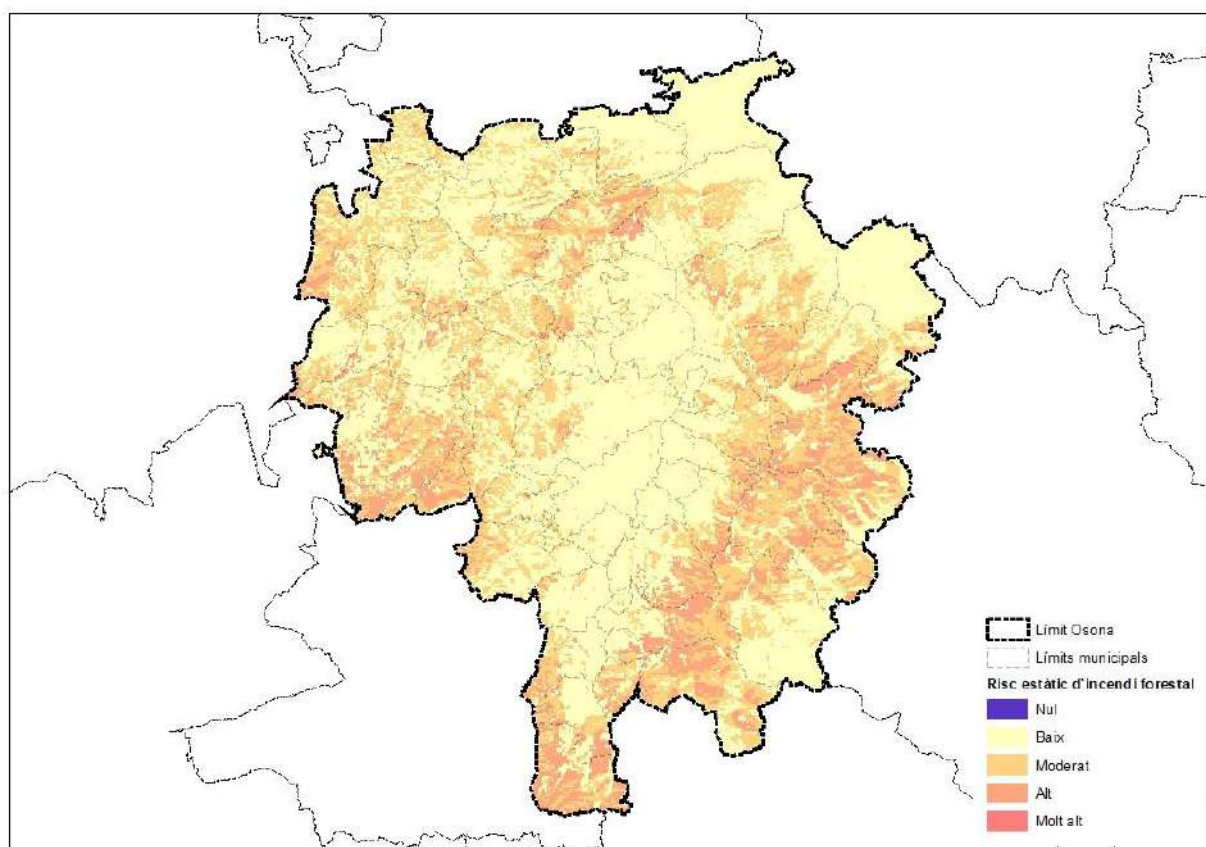 Límit Osona
Límits municipals
Risc estàtic d'incendi forestal
Nul
Baix
Moderat
Alt
Molt alt